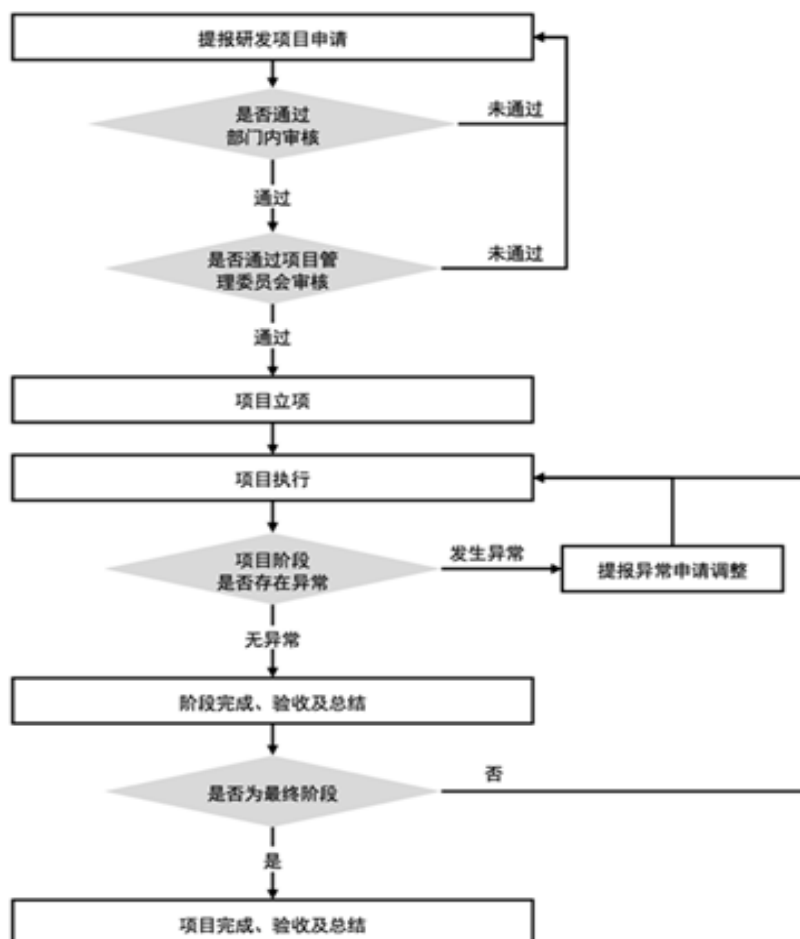 提报研发项目申请
是否通过
部门内审核
未通过
通过
是否通过项目管
理委员会审核
未通过
通过
项目立项
项目执行
项目阶段
是否存在异常
发生异常
提报异常申请调整
无异常
阶段完成、验收及总结
是否为最终阶段
否
是
项目完成、验收及总结